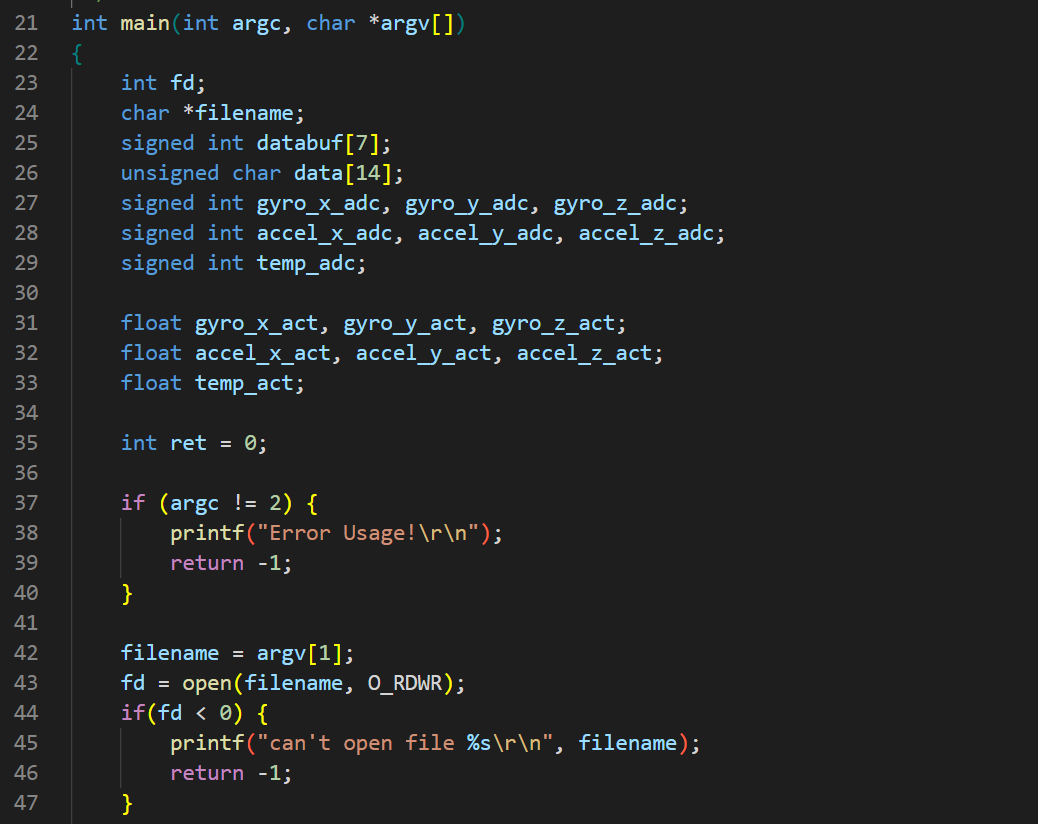 21 int main(int argc, char *argv[])
22 {
23     int fd;
24     char *filename;
25     signed int databuf[7];
26     unsigned char data[14];
27     signed int gyro_x_adc, gyro_y_adc, gyro_z_adc;
28     signed int accel_x_adc, accel_y_adc, accel_z_adc;
29     signed int temp_adc;
30
31     float gyro_x_act, gyro_y_act, gyro_z_act;
32     float accel_x_act, accel_y_act, accel_z_act;
33     float temp_act;
34
35     int ret = 0;
36
37     if (argc != 2) {
38         printf("Error Usage!\r\n");
39         return -1;
40     }
41
42     filename = argv[1];
43     fd = open(filename, O_RDWR);
44     if(fd < 0) {
45         printf("can't open file %s\r\n", filename);
46         return -1;
47     }